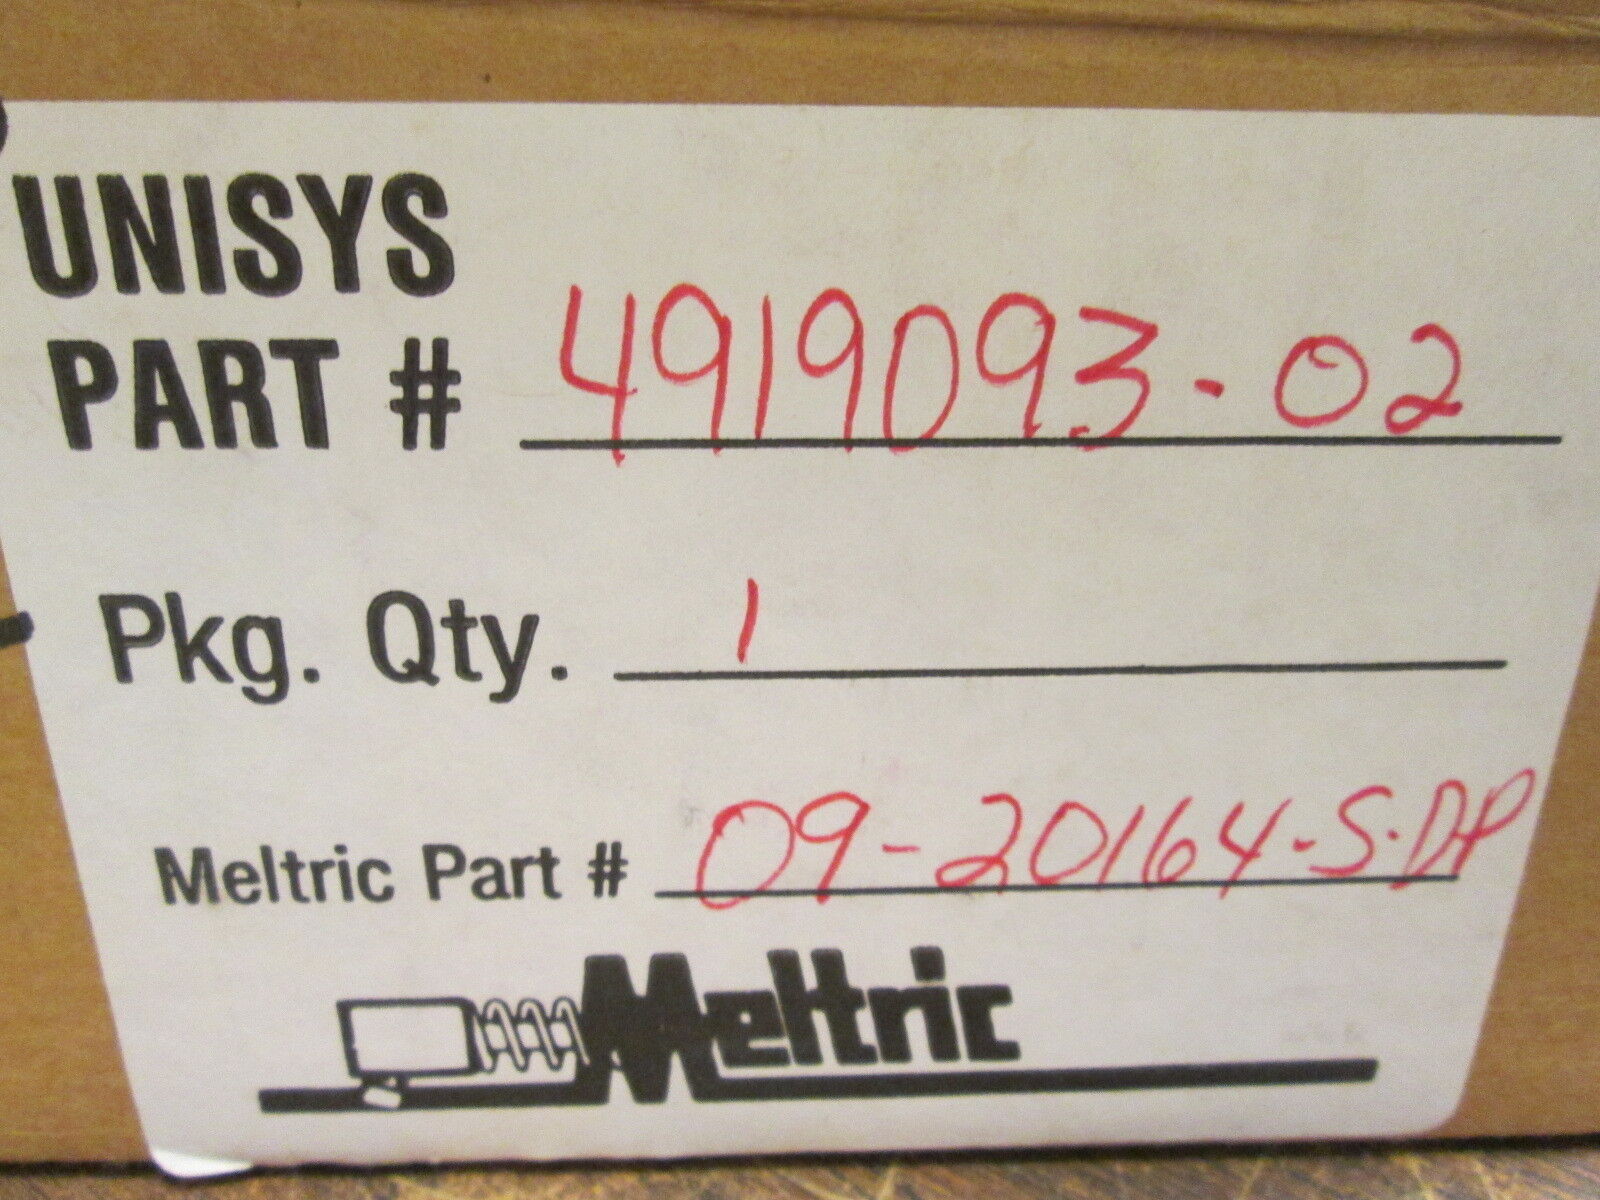 UNISYS
PART # 4919093-02
Pkg. Qty. 1
Meltric Part # 09-20164-S-DP
Meltric